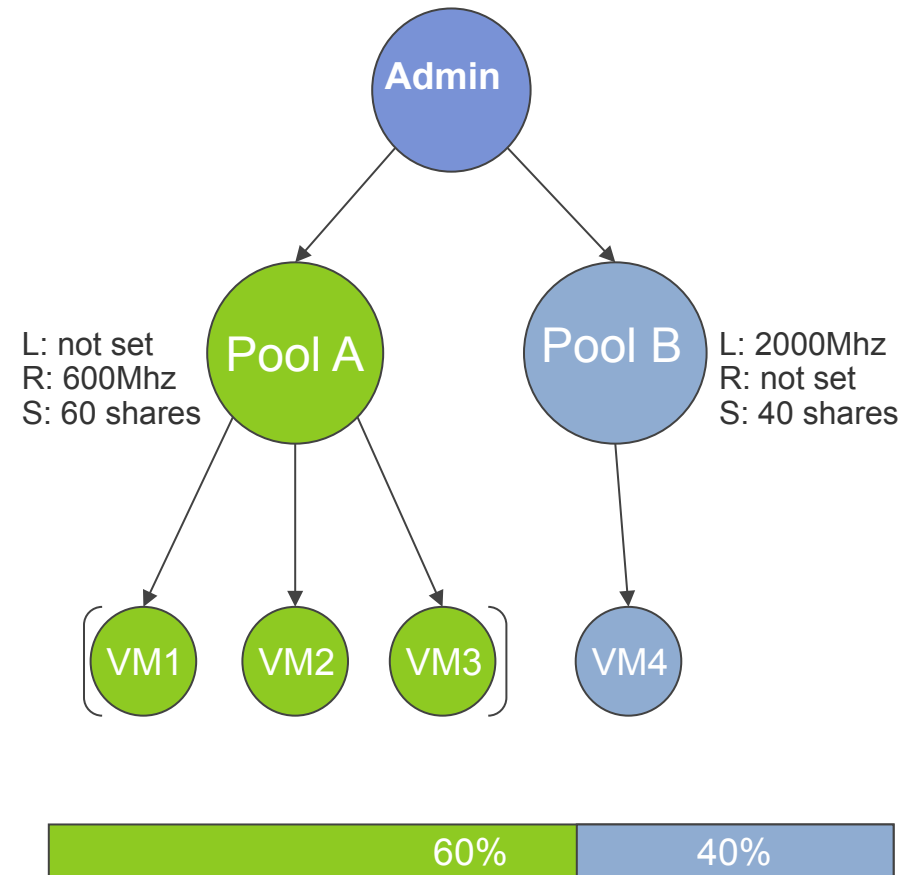 Admin
Pool A
Pool B
L: not set
R: 600Mhz
S: 60 shares
L: 2000Mhz
R: not set
S: 40 shares
VM1
VM2
VM3
VM4
60%
40%